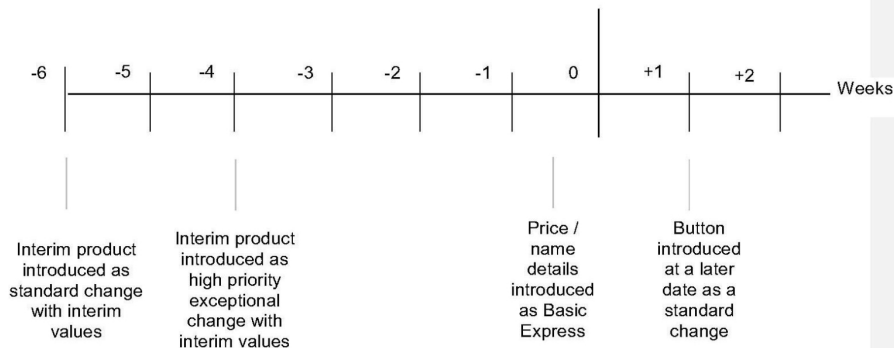 -6 -5 -4 -3 -2 -1 0 +1 +2
Weeks
Interim product
introduced as
standard change
with interim
values
Interim product
introduced as
high priority
exceptional
change with
interim values
Price /
name
details
introduced
as Basic
Express
Button
introduced
at a later
date as a
standard
change